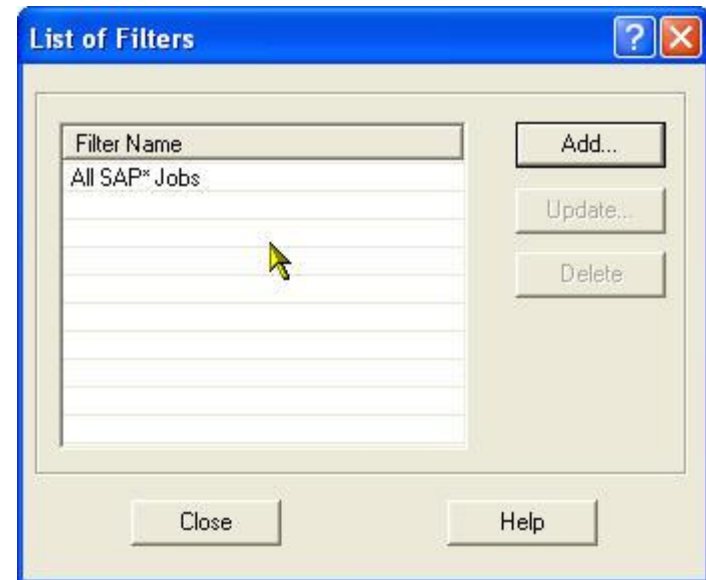 List of Filters
?
Filter Name
All SAP* Jobs
Add...
Update...
Delete
Close
Help